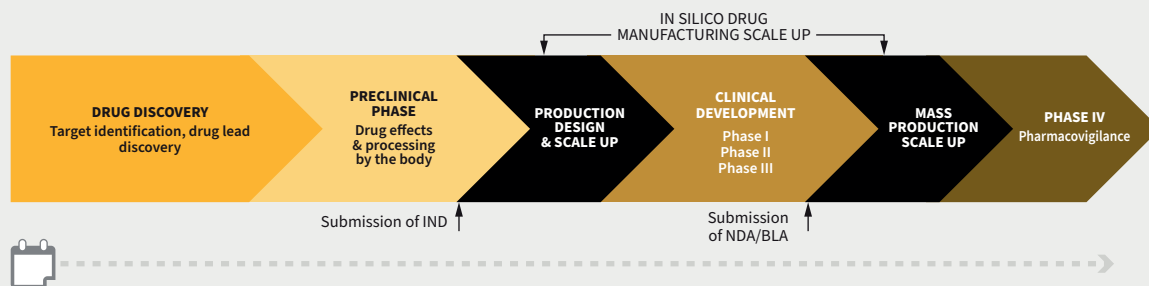 IN SILICO DRUG
MANUFACTURING SCALE UP
DRUG DISCOVERY
Target identification, drug lead
discovery
PRECLINICAL
PHASE
Drug effects
& processing
by the body
PRODUCTION
DESIGN
& SCALE UP
CLINICAL
DEVELOPMENT
Phase I
Phase II
Phase III
MASS
PRODUCTION
SCALE UP
PHASE IV
Pharmacovigilance
Submission of IND
Submission
of NDA/BLA